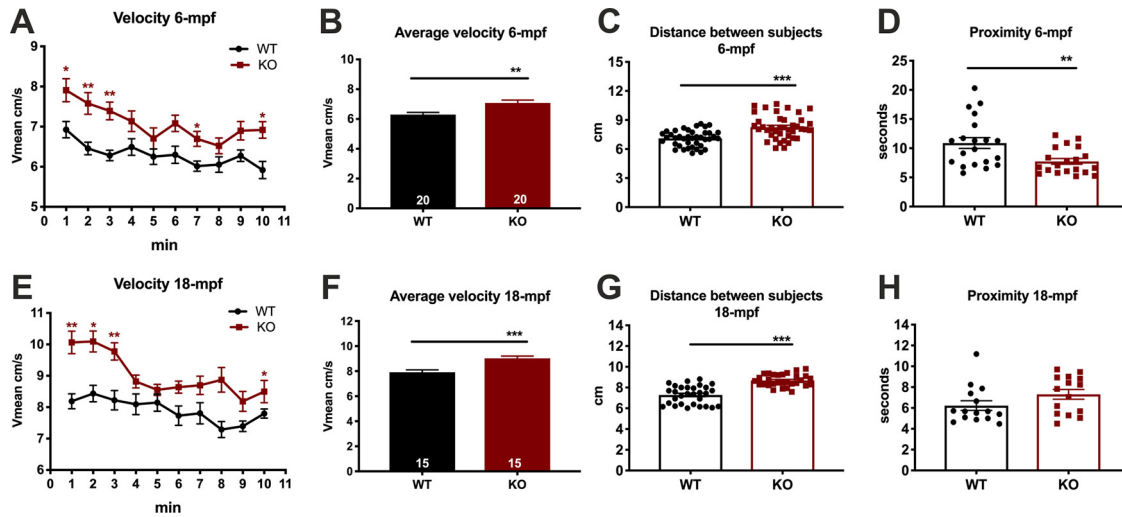 A
Velocity 6-mpf
WT
KO
Vmean cm/s
9
8
7
6
5
* ** ** * *
0 1 2 3 4 5 6 7 8 9 10 11
min
B
Average velocity 6-mpf
Vmean cm/s
10
8
6
4
2
0
**
20 20
WT KO
C
Distance between subjects
6-mpf
cm
15
12
9
6
3
0
***
WT KO
D
Proximity 6-mpf
seconds
25
20
15
10
5
0
**
WT KO
E
Velocity 18-mpf
WT
KO
Vmean cm/s
11
10
9
8
7
6
** * ** *
0 1 2 3 4 5 6 7 8 9 10 11
min
F
Average velocity 18-mpf
Vmean cm/s
12
10
8
6
4
2
0
***
15 15
WT KO
G
Distance between subjects
18-mpf
cm
14
12
10
8
6
4
2
0
***
WT KO
H
Proximity 18-mpf
seconds
14
12
10
8
6
4
2
0
WT KO